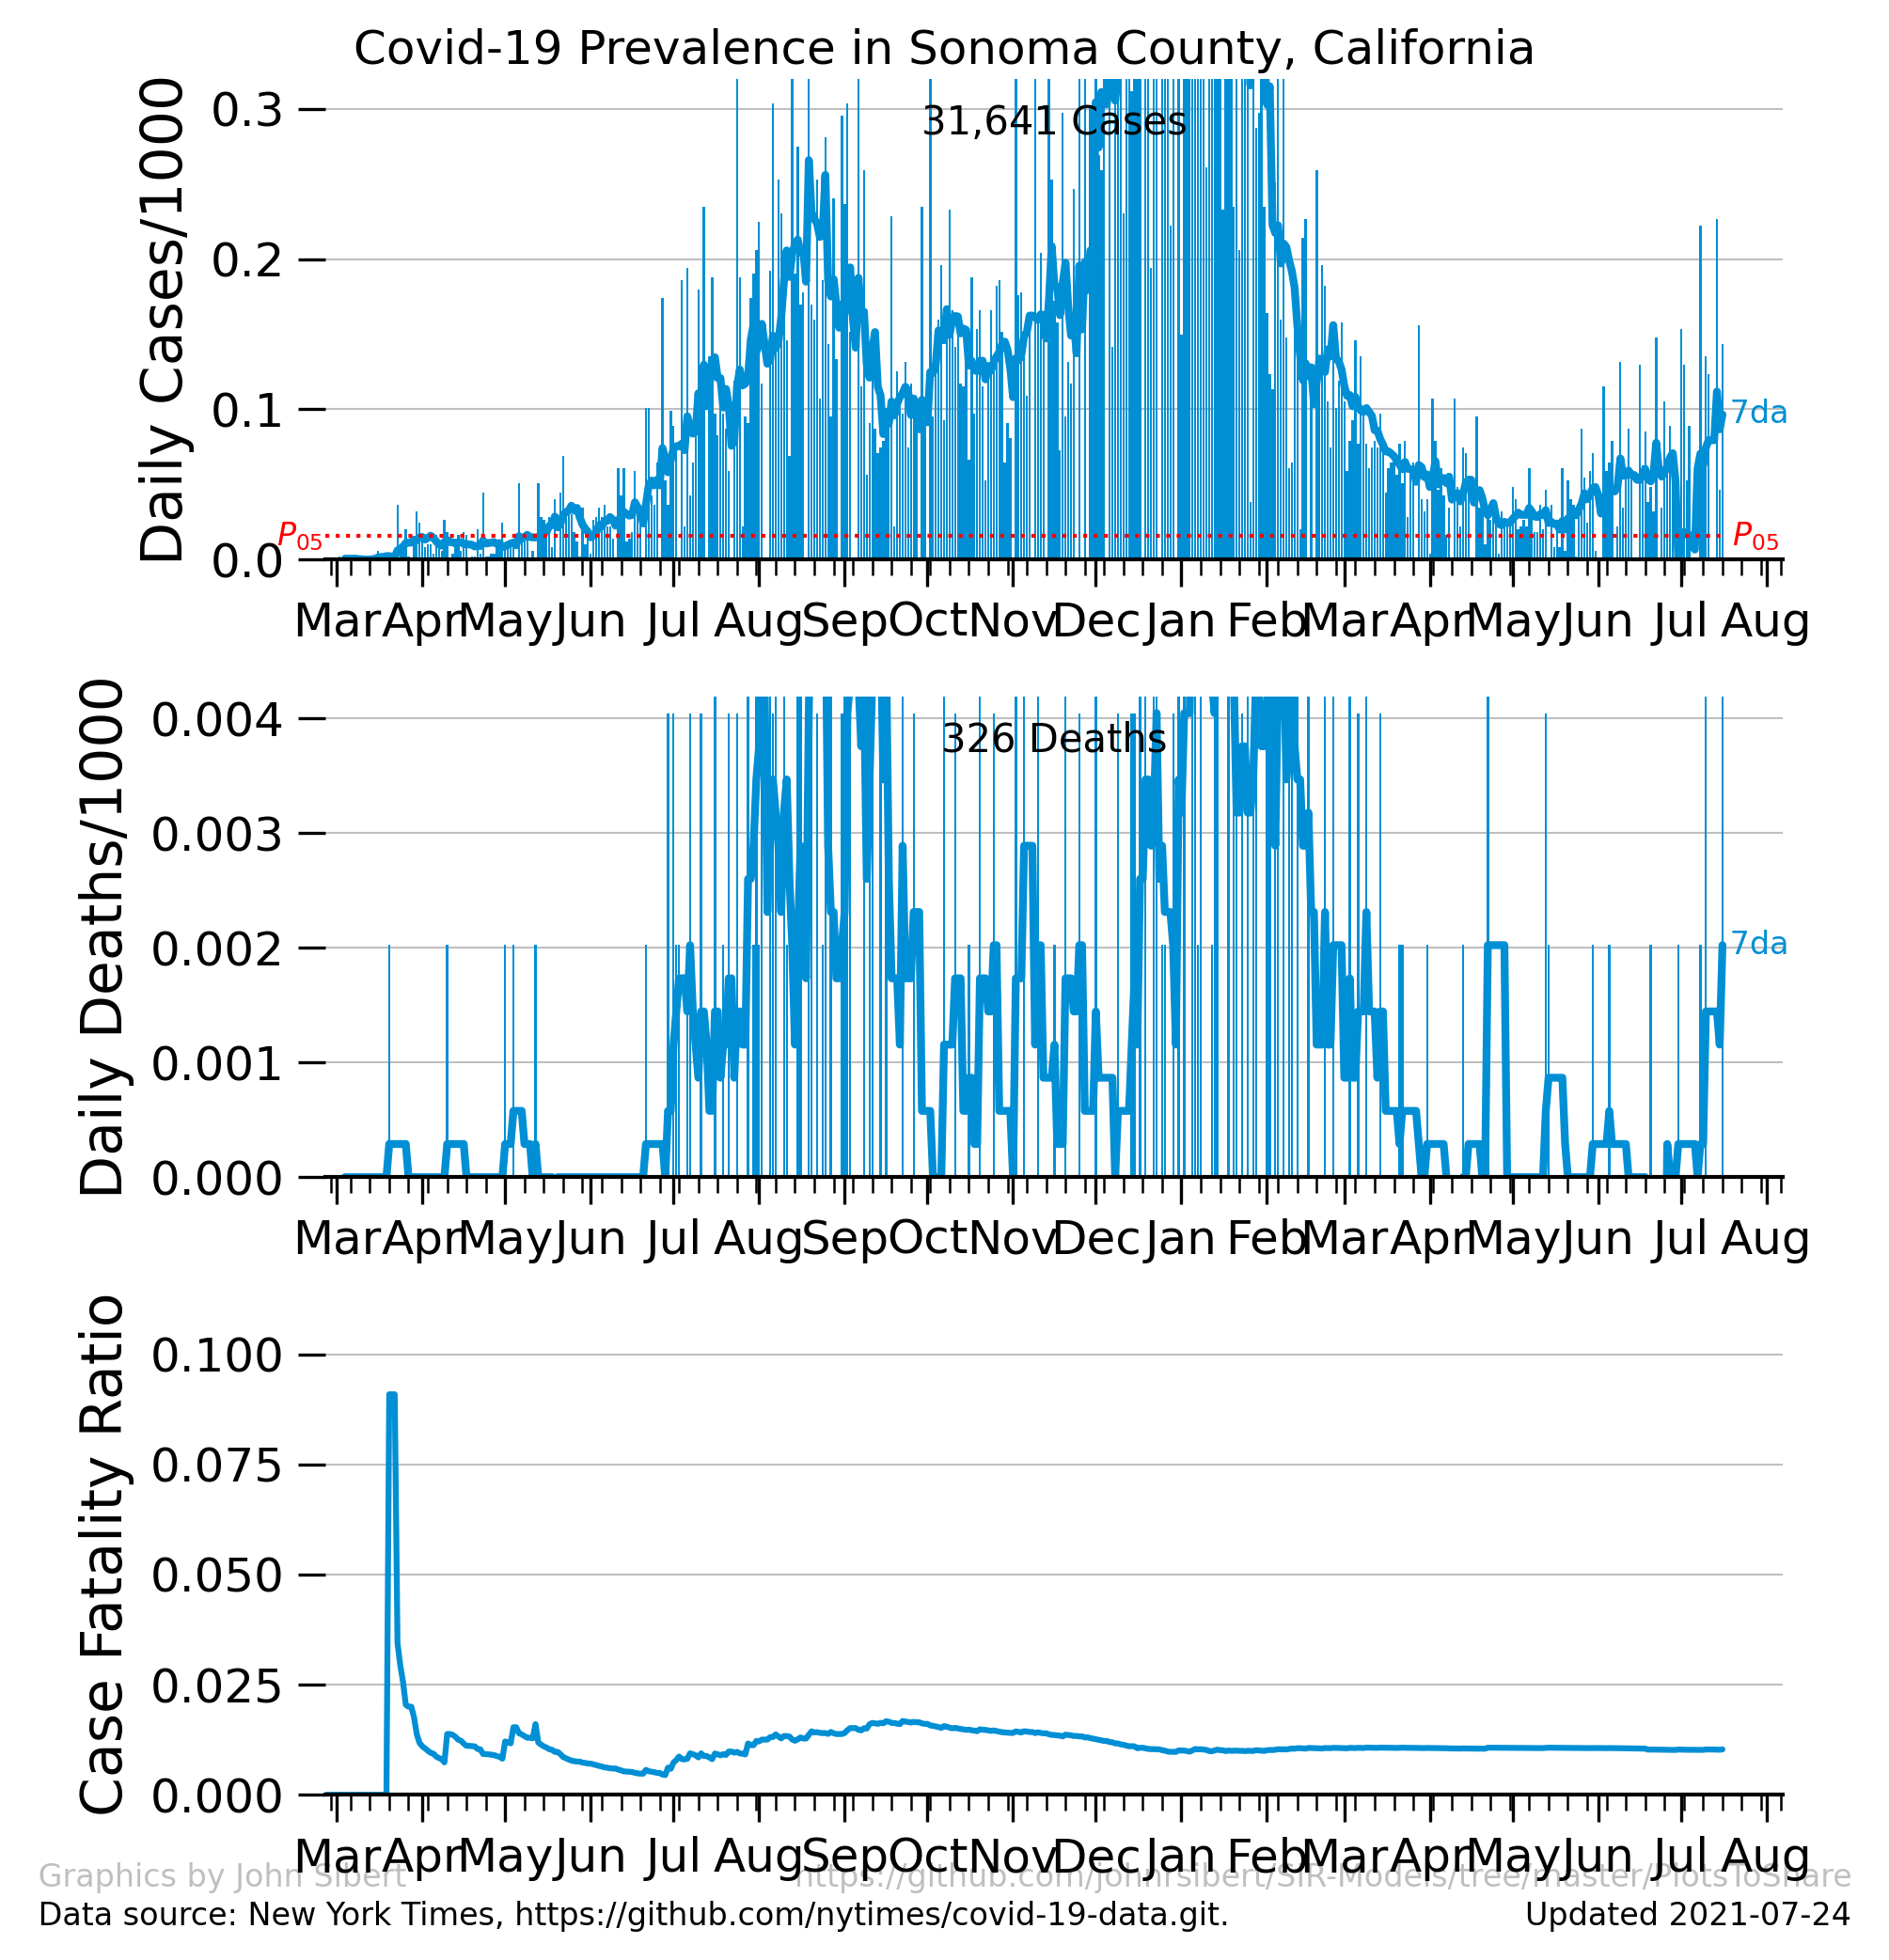 Covid-19 Prevalence in Sonoma County, California
Daily Cases/1000
0.3
0.2
0.1
0.0
31,641 Cases
7da
P05
P05
Mar Apr May Jun Jul Aug Sep Oct Nov Dec Jan Feb Mar Apr May Jun Jul Aug
Daily Deaths/1000
0.004
0.003
0.002
0.001
0.000
326 Deaths
7da
Mar Apr May Jun Jul Aug Sep Oct Nov Dec Jan Feb Mar Apr May Jun Jul Aug
Case Fatality Ratio
0.100
0.075
0.050
0.025
0.000
Mar Apr May Jun Jul Aug Sep Oct Nov Dec Jan Feb Mar Apr May Jun Jul Aug
Graphics by John Sibert
https://github.com/johnrsibert/SIR-Models/tree/master/PlotsToShare
Data source: New York Times, https://github.com/nytimes/covid-19-data.git.
Updated 2021-07-24